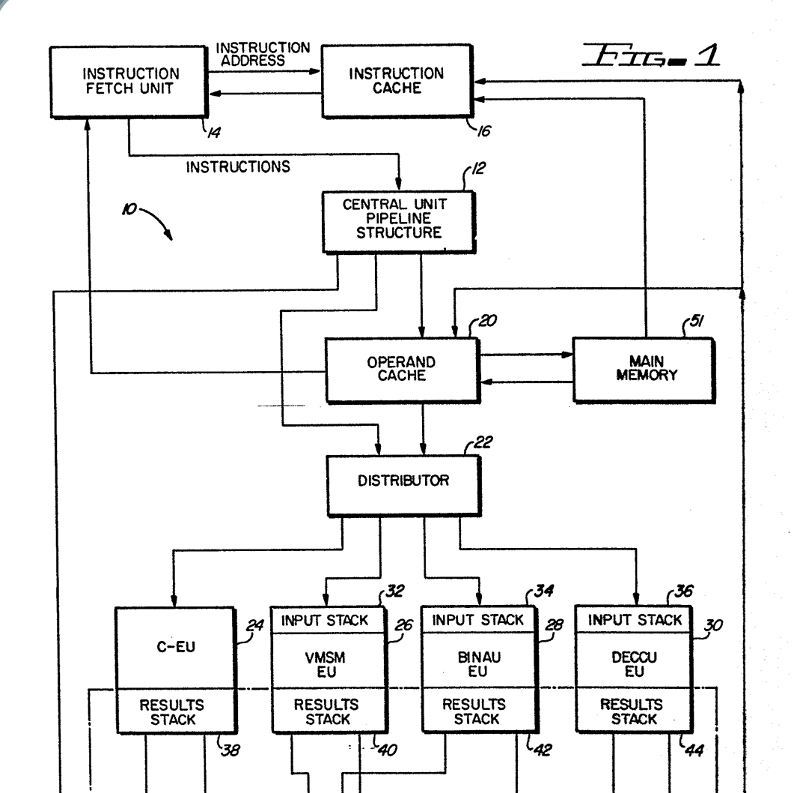 FIG. 1
INSTRUCTION
FETCH UNIT
14
INSTRUCTION
ADDRESS
INSTRUCTION
CACHE
16
INSTRUCTIONS
10
12
CENTRAL UNIT
PIPELINE
STRUCTURE
20
OPERAND
CACHE
51
MAIN
MEMORY
22
DISTRIBUTOR
24
C-EU
RESULTS
STACK
38
32
INPUT STACK
26
VMSM
EU
RESULTS
STACK
40
34
INPUT STACK
28
BINAU
EU
RESULTS
STACK
42
36
INPUT STACK
30
DECCU
EU
RESULTS
STACK
44